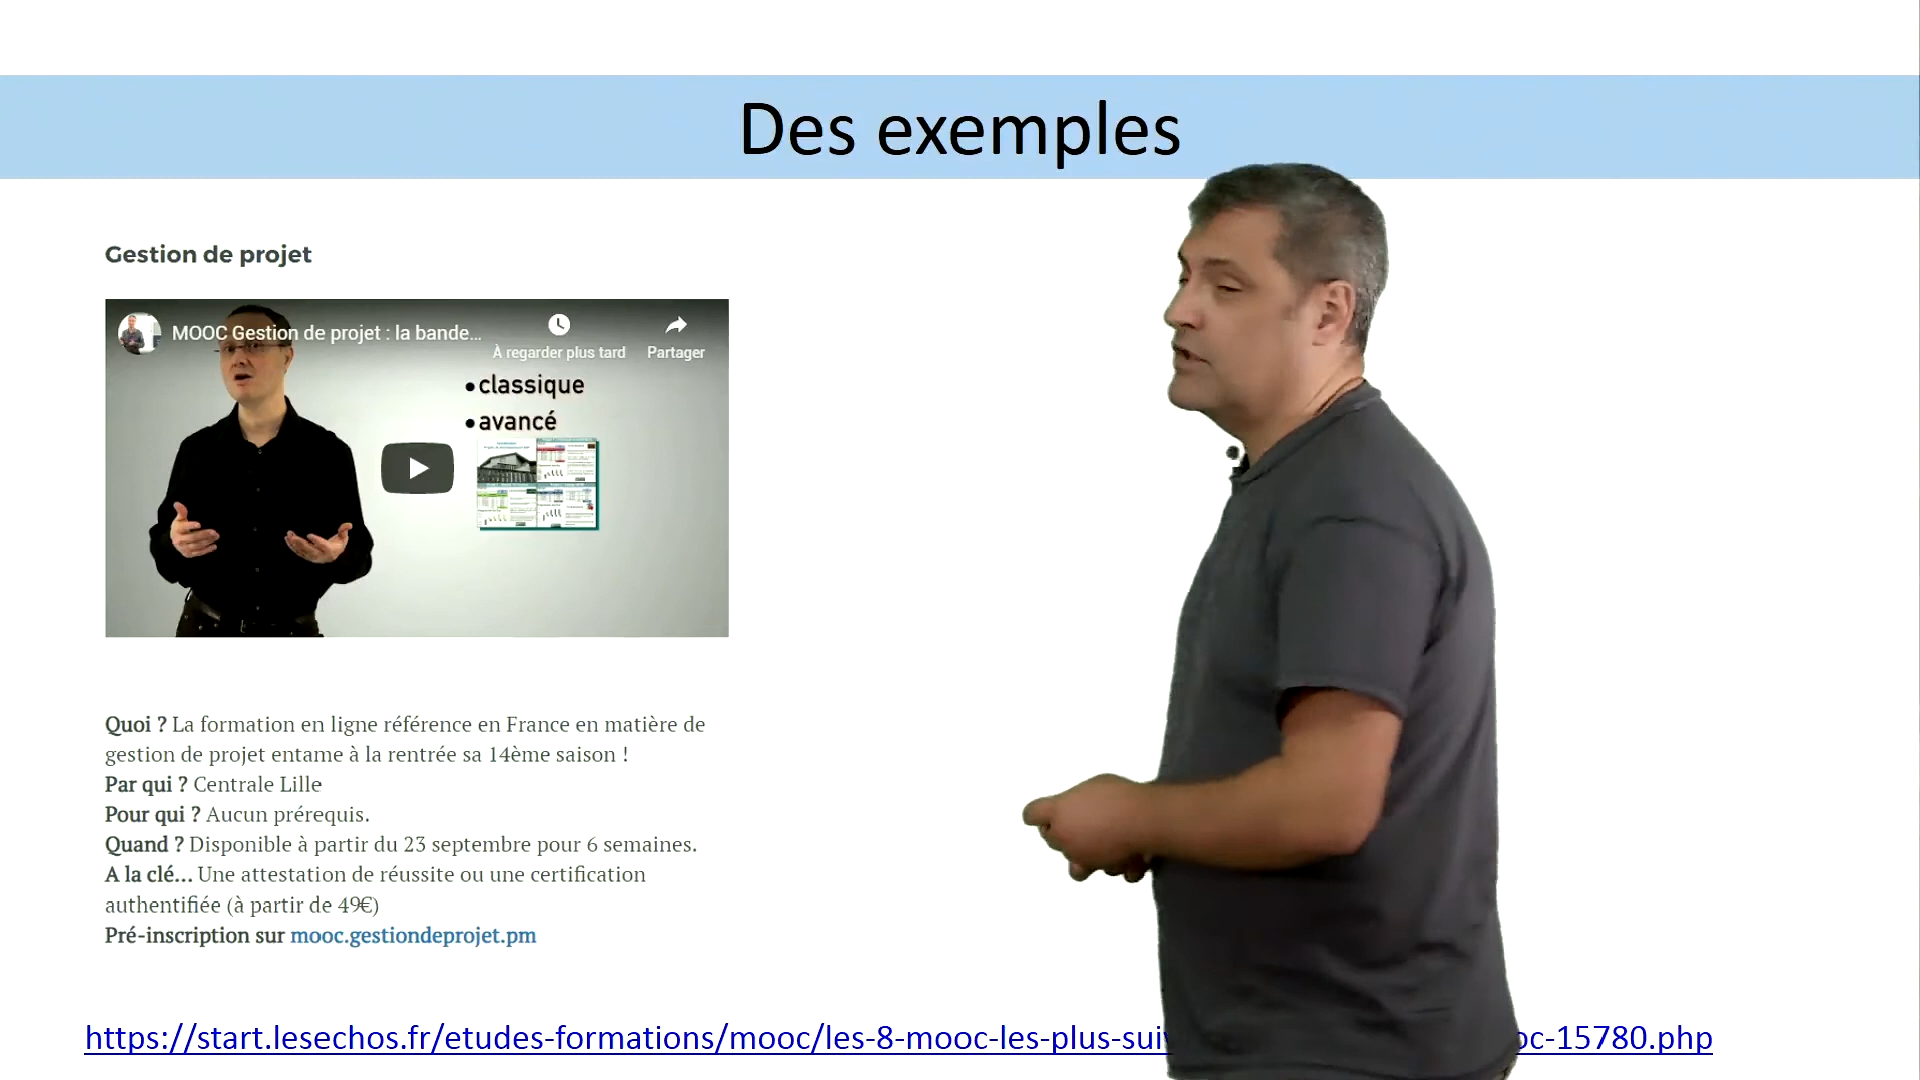 Des exemples
Gestion de projet
MOOC Gestion de projet : la bande...
À regarder plus tard
Partager
• classique
• avancé
Quoi ? La formation en ligne référence en France en matière de
gestion de projet entame à la rentrée sa 14ème saison !
Par qui ? Centrale Lille
Pour qui ? Aucun prérequis.
Quand ? Disponible à partir du 23 septembre pour 6 semaines.
A la clé... Une attestation de réussite ou une certification
authentifiée (à partir de 49€)
Pré-inscription sur mooc.gestiondeprojet.pm
https://start.lesechos.fr/etudes-formations/mooc/les-8-mooc-les-plus-sui oc-15780.php